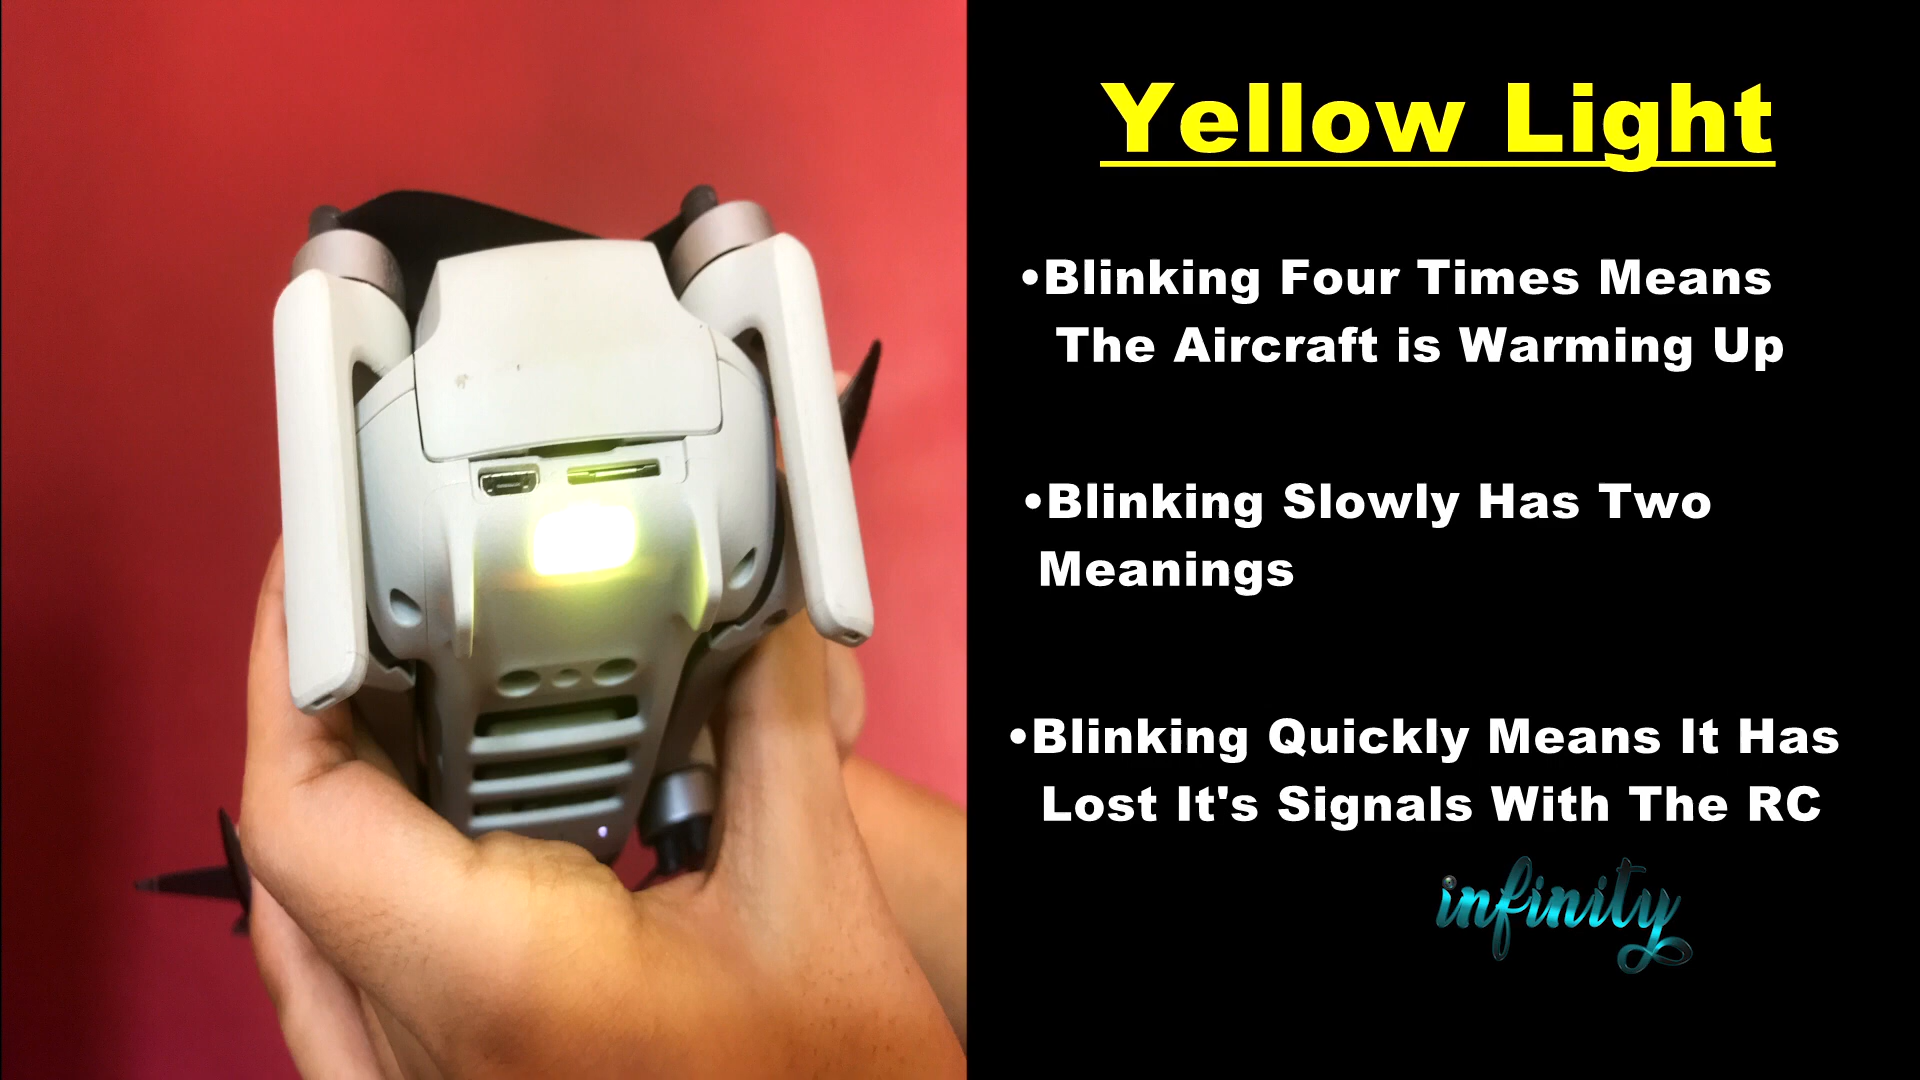 Yellow Light
•Blinking Four Times Means
The Aircraft is Warming Up
•Blinking Slowly Has Two
Meanings
•Blinking Quickly Means It Has
Lost It's Signals With The RC
infinity